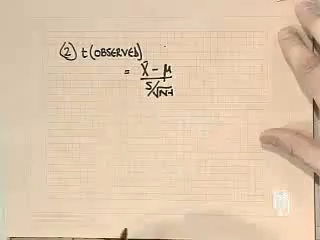 ② t (OBSERVED)
= X̄ - μ
S/√N-1